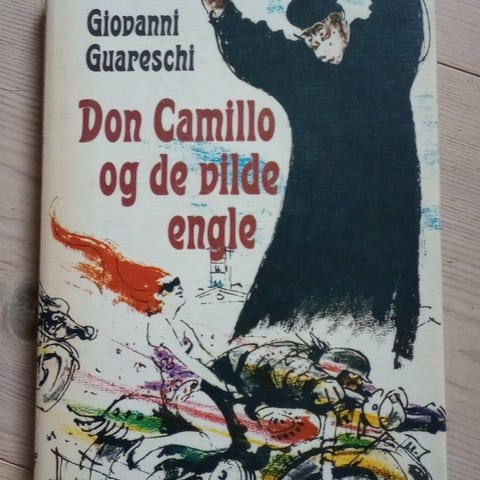 Giovanni
Guareschi
Don Camillo
og de vilde
engle